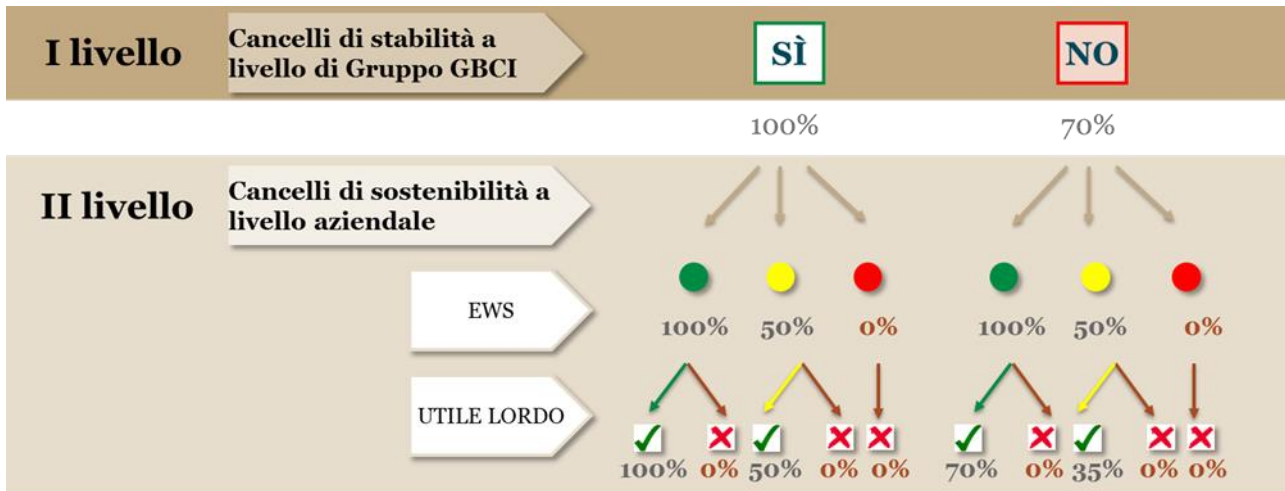 I livello
Cancelli di stabilità a
livello di Gruppo GBCI
SÌ
NO
100%
70%
II livello
Cancelli di sostenibilità a
livello aziendale
EWS
100% 50% 0% 100% 50% 0%
UTILE LORDO
100% 0% 50% 0% 0% 70% 0% 35% 0% 0%